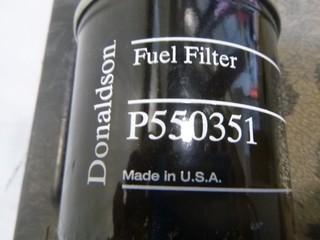 Donaldson.
Fuel Filter
P550351
Made in U.S.A.